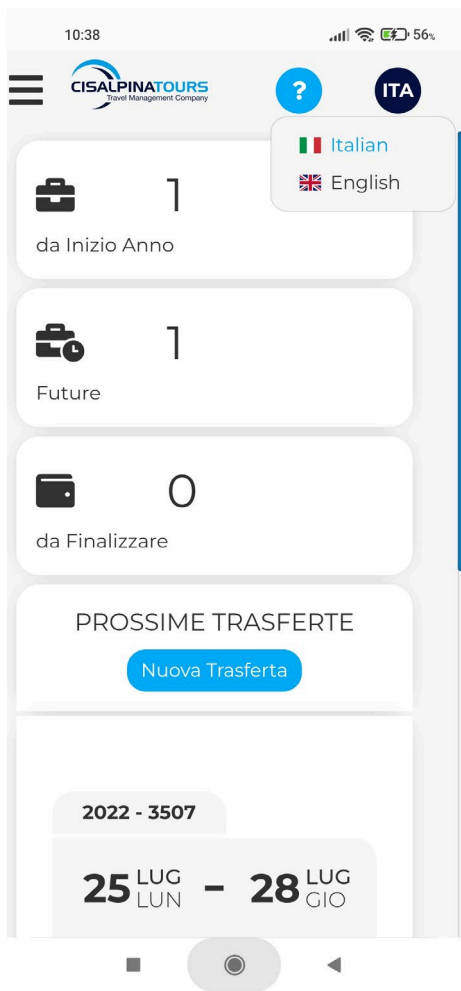 10:38
56%
CISALPINATOURS
Travel Management Company
?
ITA
Italian
English
1
da Inizio Anno
1
Future
0
da Finalizzare
PROSSIME TRASFERTE
Nuova Trasferta
2022 - 3507
25 LUG LUN - 28 LUG GIO